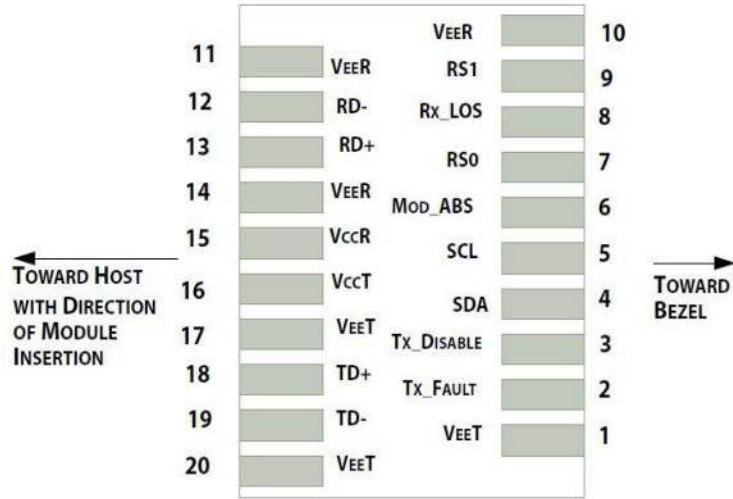 11 VEER
12 RD-
13 RD+
14 VEER
15 VCCR
16 VCCT
17 VEET
18 TD+
19 TD-
20 VEET
VEER 10
RS1 9
RX_LOS 8
RS0 7
MOD_ABS 6
SCL 5
SDA 4
TX_DISABLE 3
TX_FAULT 2
VEET 1
TOWARD HOST
WITH DIRECTION
OF MODULE
INSERTION
TOWARD
BEZEL